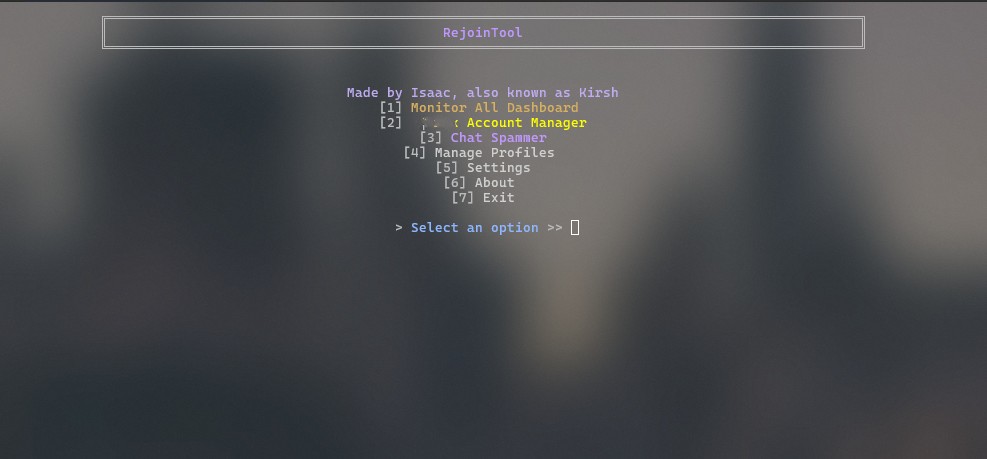 RejoinTool
Made by Isaac, also known as Kirsh
[1] Monitor All Dashboard
[2] Account Manager
[3] Chat Spammer
[4] Manage Profiles
[5] Settings
[6] About
[7] Exit
> Select an option >>